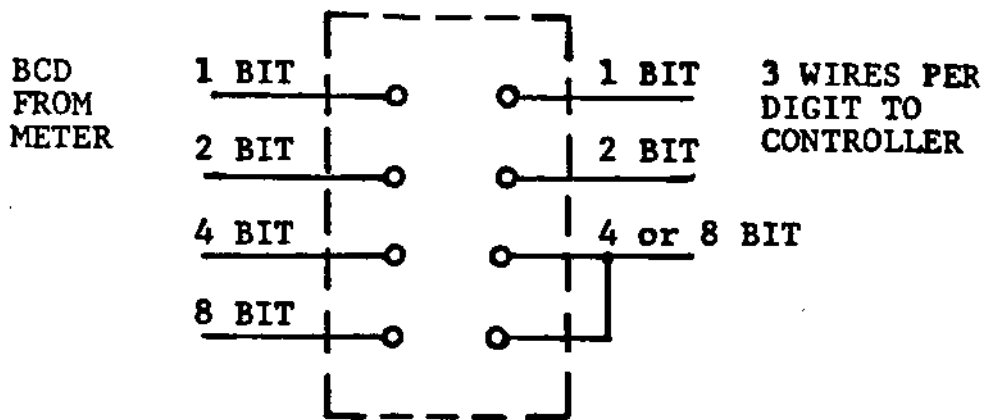 BCD
FROM
METER
1 BIT
2 BIT
4 BIT
8 BIT
1 BIT
2 BIT
4 or 8 BIT
3 WIRES PER
DIGIT TO
CONTROLLER